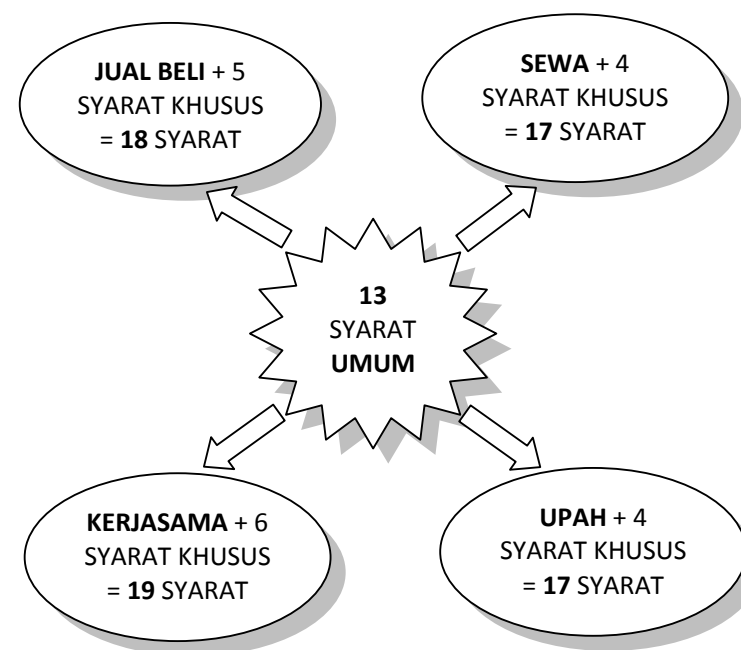 JUAL BELI + 5
SYARAT KHUSUS
= 18 SYARAT
SEWA + 4
SYARAT KHUSUS
= 17 SYARAT
13
SYARAT
UMUM
KERJASAMA + 6
SYARAT KHUSUS
= 19 SYARAT
UPAH + 4
SYARAT KHUSUS
= 17 SYARAT